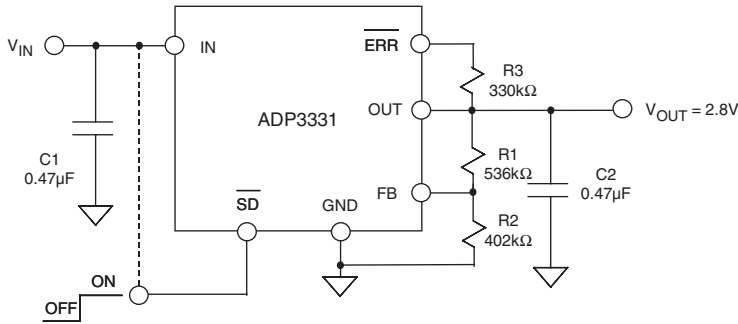 V_IN
IN
ERR
R3
330kΩ
OUT
V_OUT = 2.8V
ADP3331
C1
0.47µF
R1
536kΩ
FB
C2
0.47µF
SD
GND
R2
402kΩ
ON
OFF